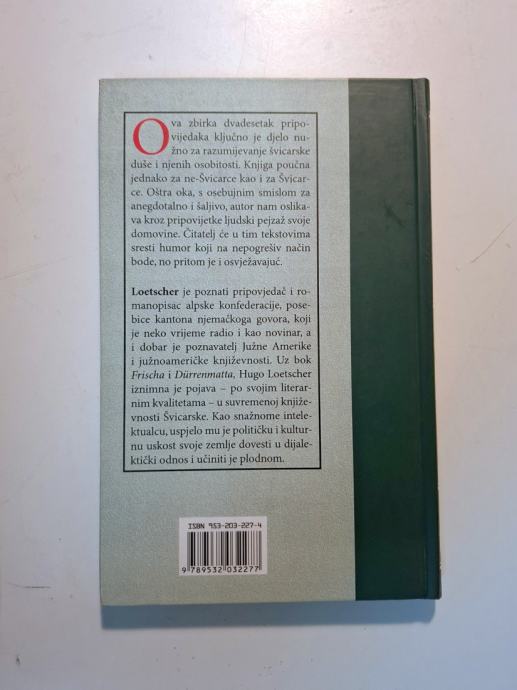 Ova zbirka dvadesetak pripo-
vijedaka ključno je djelo nu-
žno za razumijevanje švicarske
duše i njenih osobitosti. Knjiga poučna
jednako za ne-Švicarce kao i za Švicar-
ce. Oštra oka, s osebujnim smislom za
anegdotalno i šaljivo, autor nam oslika-
va kroz pripovijetke ljudski pejzaž svoje
domovine. Čitatelj će u tim tekstovima
sresti humor koji na nepogrešiv način
bode, no pritom je i osvježavajuć.
Loetscher je poznati pripovjedač i ro-
manopisac alpske konfederacije, pose-
bice kantona njemačkoga govora, koji
je neko vrijeme radio i kao novinar, a
i dobar je poznavatelj Južne Amerike
i južnoameričke književnosti. Uz bok
Frischa i Dürrenmatta, Hugo Loetscher
iznimna je pojava – po svojim literar-
nim kvalitetama – u suvremenoj knjiže-
vnosti Švicarske. Kao snažnome intele-
ktualcu, uspjelo mu je političku i kultur-
nu uskost svoje zemlje dovesti u dijale-
ktički odnos i učiniti je plodnom.
ISBN 953-203-227-4
9 789532 032277